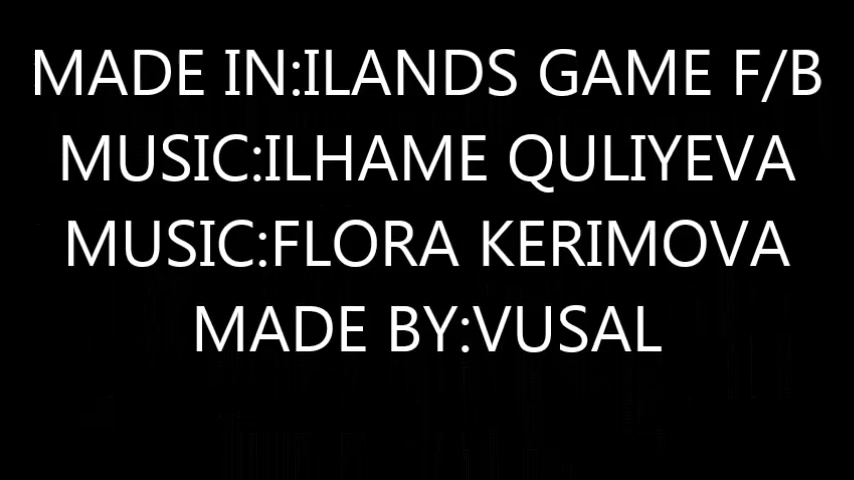 MADE IN:ILANDS GAME F/B
MUSIC:ILHAME QULIYEVA
MUSIC:FLORA KERIMOVA
MADE BY:VUSAL